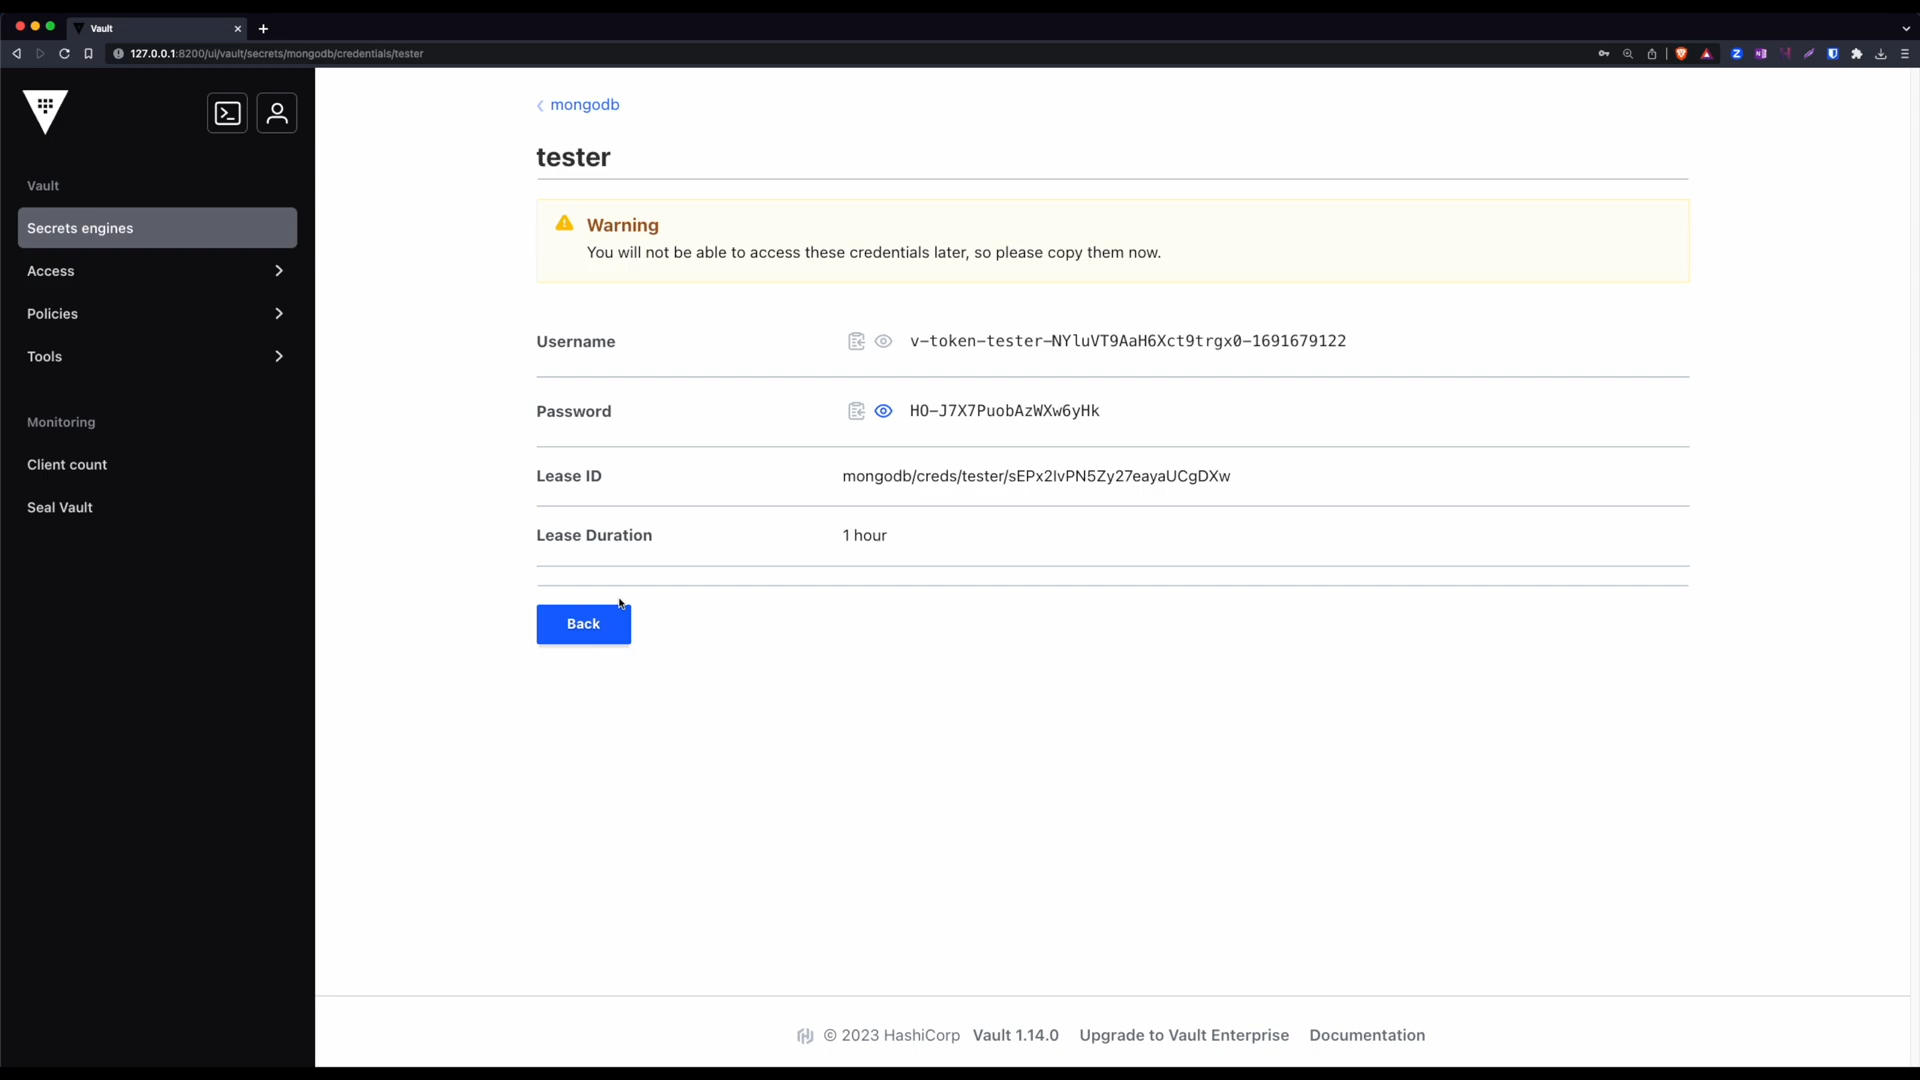 Vault
127.0.0.1:8200/ui/vault/secrets/mongodb/credentials/tester
mongodb
tester
Vault
Secrets engines
Access
Policies
Tools
Monitoring
Client count
Seal Vault
Warning
You will not be able to access these credentials later, so please copy them now.
Username v-token-tester-NYluVT9AaH6Xct9trgx0-1691679122
Password HO-J7X7PuobAzWXw6yHk
Lease ID mongodb/creds/tester/sEPx2IvPN5Zy27eayaUCgDXw
Lease Duration 1 hour
Back
© 2023 HashiCorp Vault 1.14.0 Upgrade to Vault Enterprise Documentation